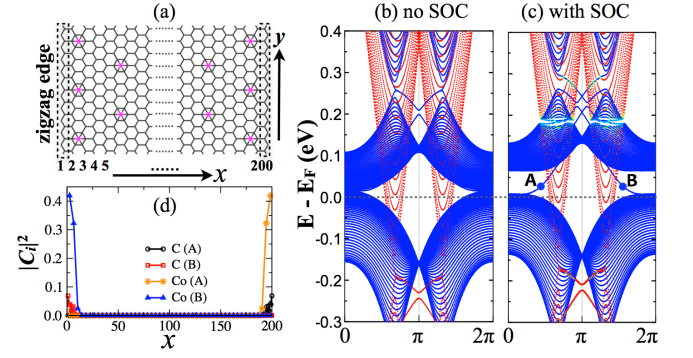 (a)
zigzag edge
y
1 2 3 4 5 ...... 200
x
(b) no SOC
(c) with SOC
E - E_F (eV)
0.4
0.3
0.2
0.1
0.0
-0.1
-0.2
-0.3
0 π 2π 0 π 2π
A B
(d)
|C_i|²
0.4
0.3
0.2
0.1
0.0
C (A)
C (B)
Co (A)
Co (B)
0 50 100 150 200
x